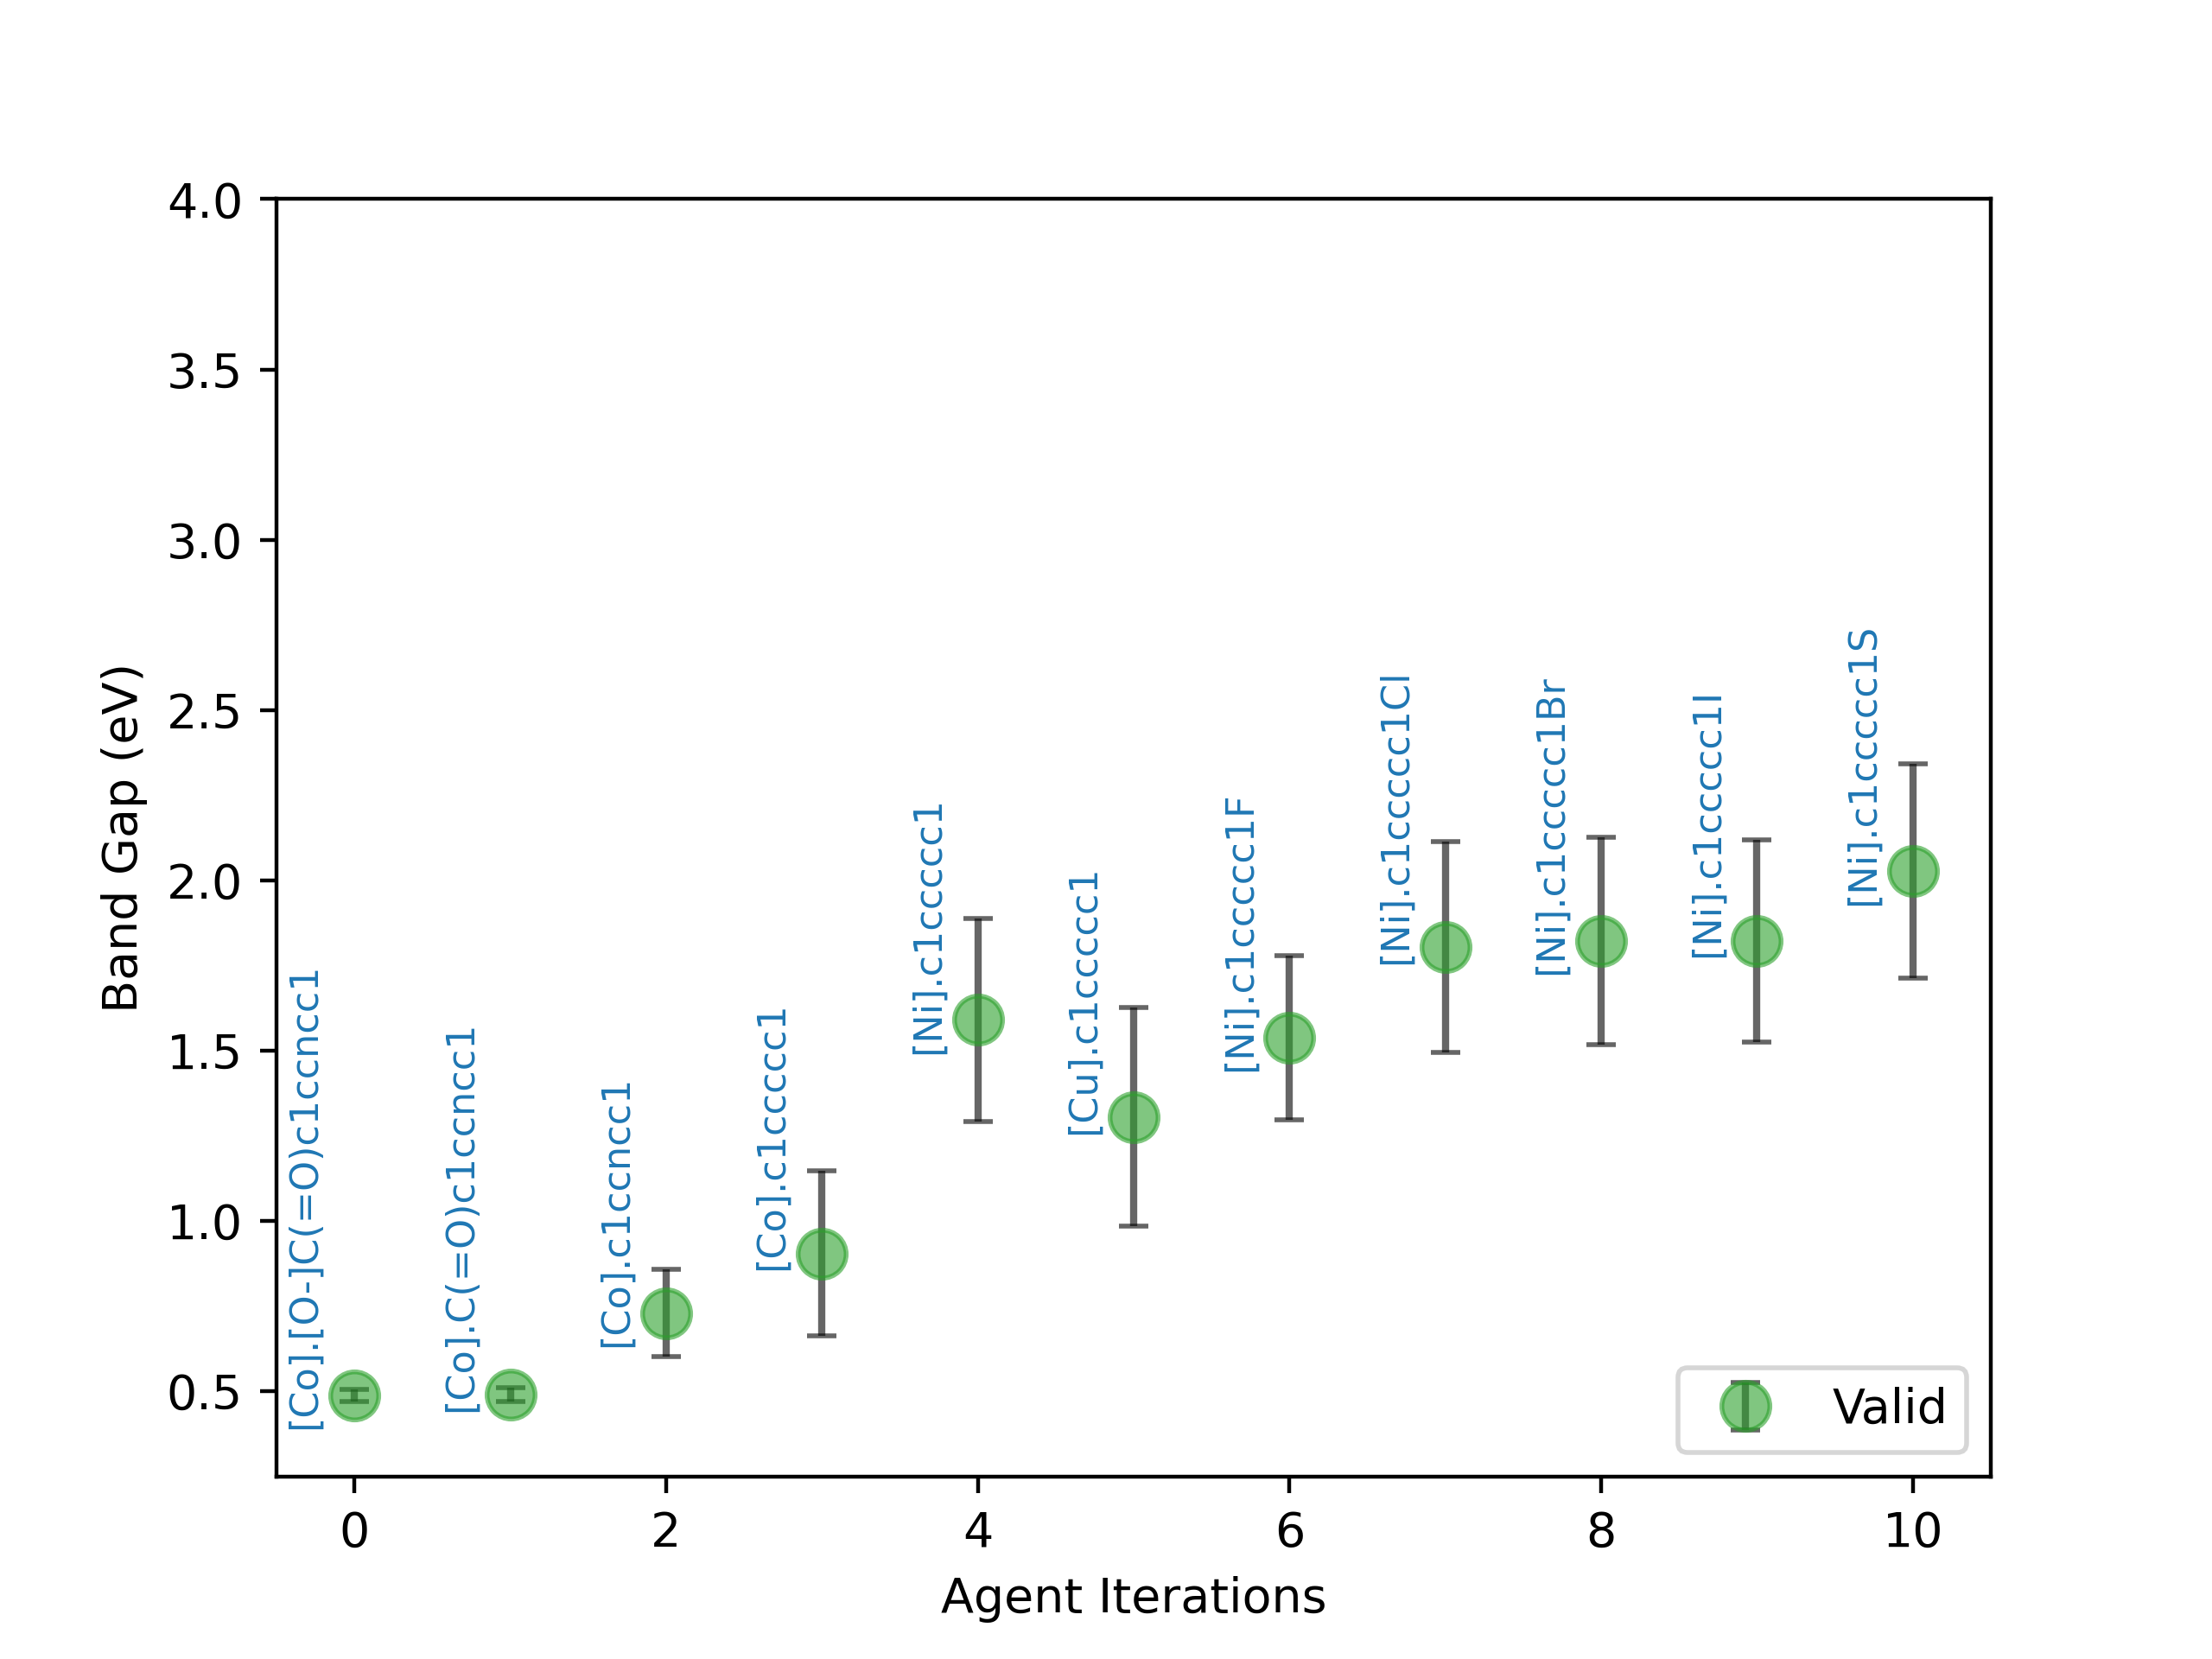 4.0
3.5
3.0
2.5
2.0
1.5
1.0
0.5
Band Gap (eV)
[Co].[O-]C(=O)c1ccncc1
[Co].C(=O)c1ccncc1
[Co].c1ccncc1
[Co].c1ccccc1
[Ni].c1ccccc1
[Cu].c1ccccc1
[Ni].c1ccccc1F
[Ni].c1ccccc1Cl
[Ni].c1ccccc1Br
[Ni].c1ccccc1I
[Ni].c1ccccc1S
Valid
0 2 4 6 8 10
Agent Iterations